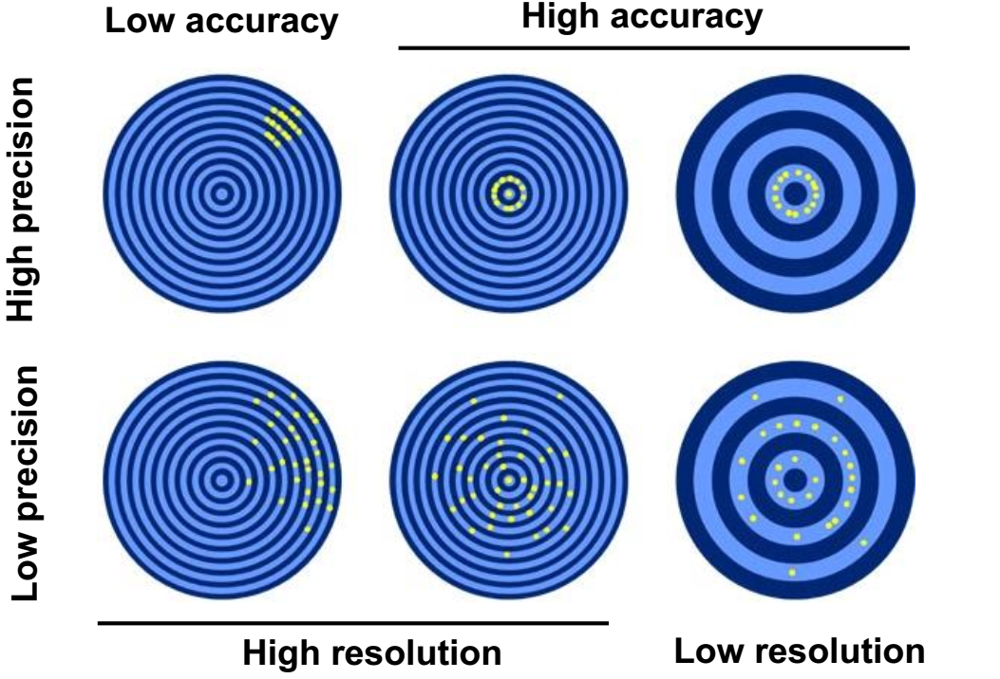 Low accuracy
High accuracy
High precision
Low precision
High resolution
Low resolution